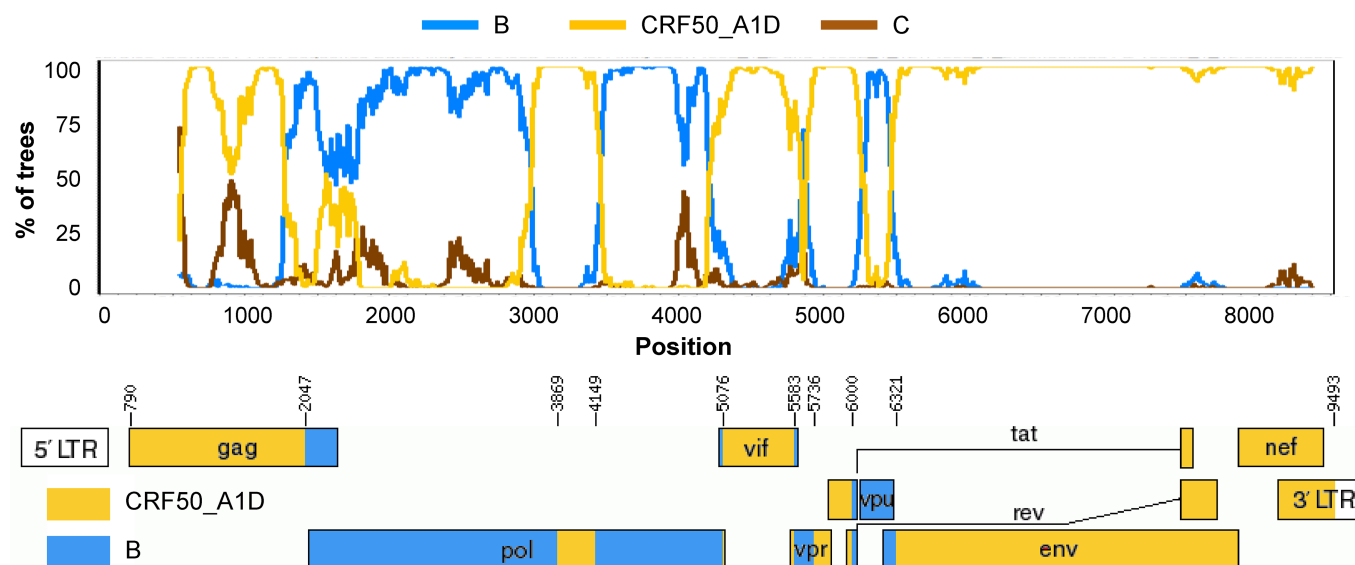 B CRF50_A1D C
100
75
50
25
0
% of trees
0 1000 2000 3000 4000 5000 6000 7000 8000
Position
790 2047 3869 4149 5076 5583 5736 6000 6321 9493
tat
5′ LTR gag vif nef
CRF50_A1D vpu 3′ LTR
rev
B pol vpr env